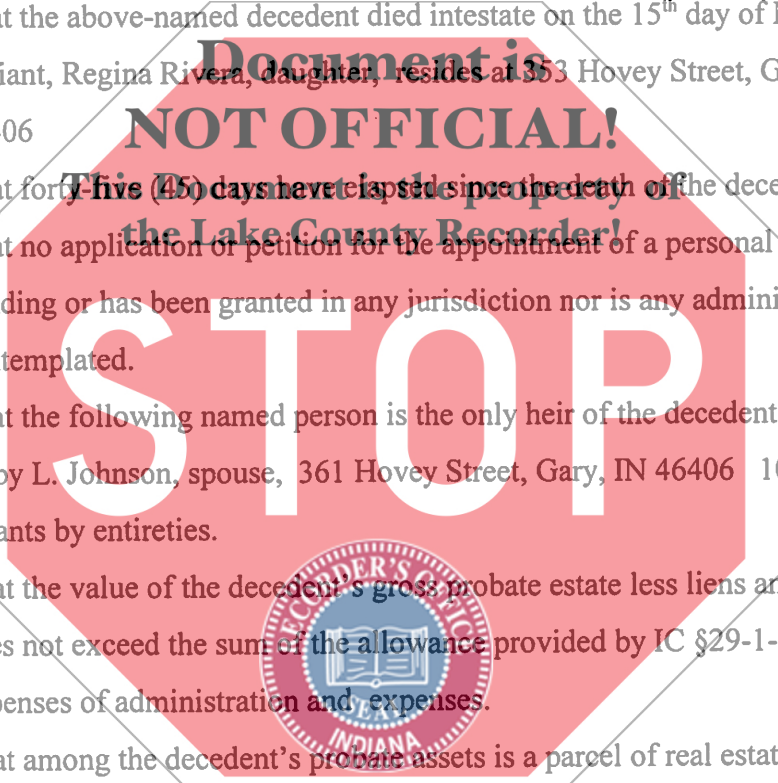 at the above-named decedent died intestate on the 15th day of
Document is
iant, Regina Rivera, daughter, resides at 353 Hovey Street, G
NOT OFFICIAL!
06
at forty-five (45) days have elapsed since the death of the dece
This Document is the property of
the Lake County Recorder!
at no application or petition for the appointment of a personal
ding or has been granted in any jurisdiction nor is any admini
templated.
STOP
at the following named person is the only heir of the decedent
by L. Johnson, spouse, 361 Hovey Street, Gary, IN 46406 10
ants by entireties.
at the value of the decedent's gross probate estate less liens an
es not exceed the sum of the allowance provided by IC §29-1-
penses of administration and expenses.
RECORDER'S OFFICE
SEAL
INDIANA
at among the decedent's probate assets is a parcel of real estat